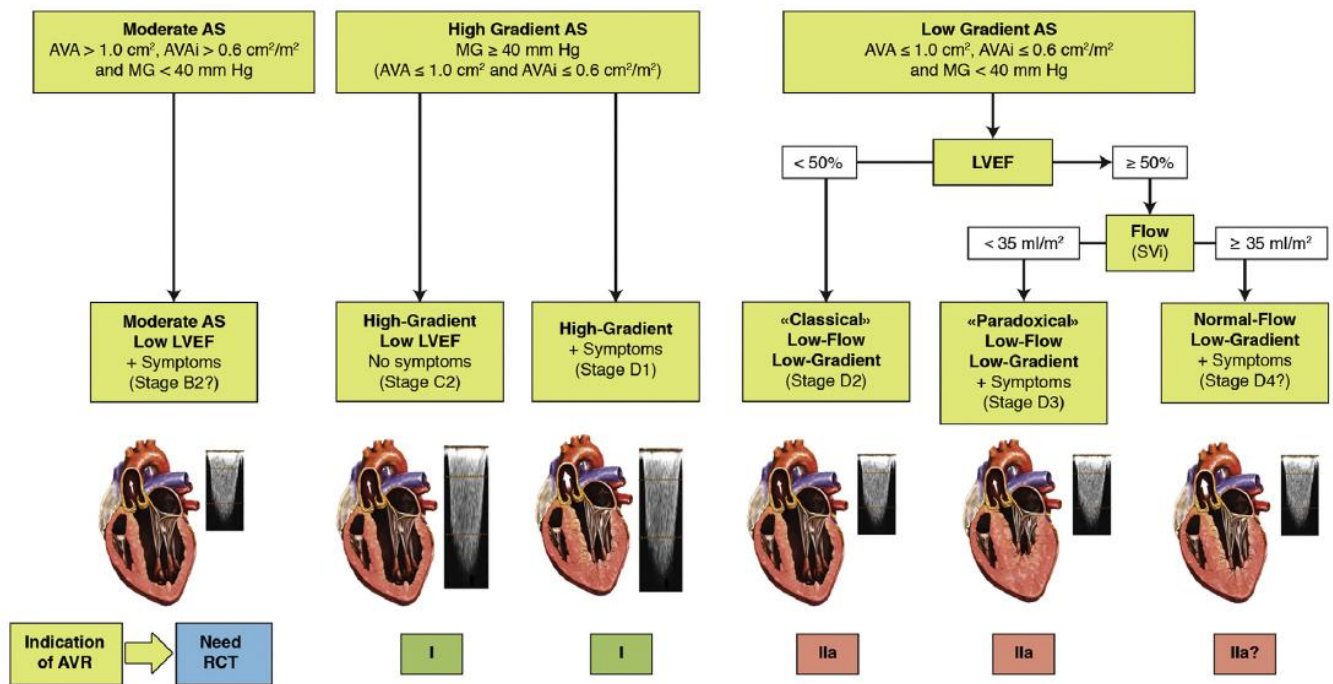 Moderate AS
AVA > 1.0 cm², AVAi > 0.6 cm²/m²
and MG < 40 mm Hg
High Gradient AS
MG ≥ 40 mm Hg
(AVA ≤ 1.0 cm² and AVAi ≤ 0.6 cm²/m²)
Low Gradient AS
AVA ≤ 1.0 cm², AVAi ≤ 0.6 cm²/m²
and MG < 40 mm Hg
< 50%
LVEF
≥ 50%
Flow
(SVi)
< 35 ml/m²
≥ 35 ml/m²
Moderate AS
Low LVEF
+ Symptoms
(Stage B2?)
High-Gradient
Low LVEF
No symptoms
(Stage C2)
High-Gradient
+ Symptoms
(Stage D1)
«Classical»
Low-Flow
Low-Gradient
(Stage D2)
«Paradoxical»
Low-Flow
Low-Gradient
+ Symptoms
(Stage D3)
Normal-Flow
Low-Gradient
+ Symptoms
(Stage D4?)
Indication
of AVR
Need
RCT
I
I
IIa
IIa
IIa?